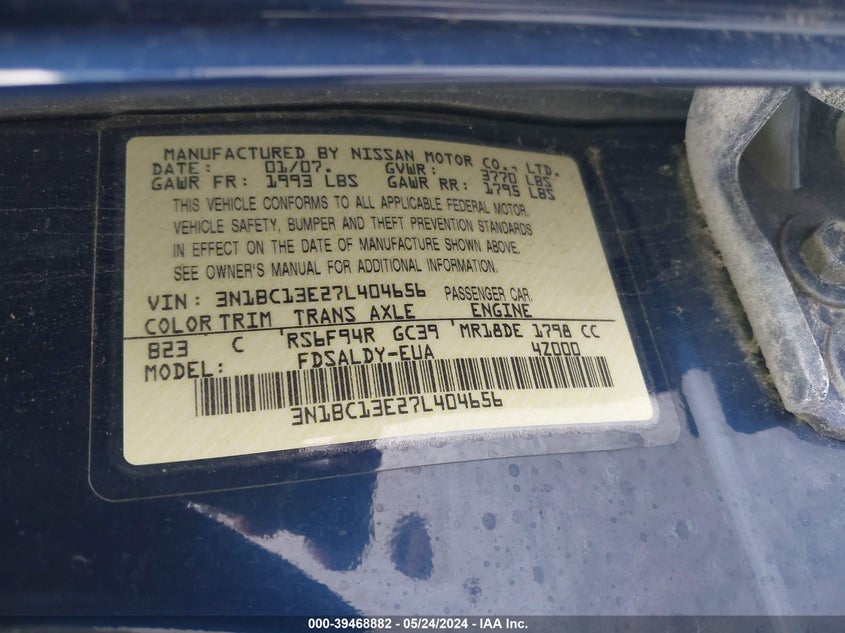 MANUFACTURED BY NISSAN MOTOR CO., LTD.
DATE: 01/07. GVWR: 3770 LBS
GAWR FR: 1993 LBS GAWR RR: 1795 LBS
THIS VEHICLE CONFORMS TO ALL APPLICABLE FEDERAL MOTOR
VEHICLE SAFETY, BUMPER AND THEFT PREVENTION STANDARDS
IN EFFECT ON THE DATE OF MANUFACTURE SHOWN ABOVE.
SEE OWNER'S MANUAL FOR ADDITIONAL INFORMATION.
VIN: 3N1BC13E27L404656 PASSENGER CAR.
COLOR TRIM TRANS AXLE ENGINE
B23 C RS6F94R GC39 MR18DE 1798 CC
MODEL: FDSALDY-EUA 4Z000
3N1BC13E27L404656
000-39468882 - 05/24/2024 - IAA Inc.